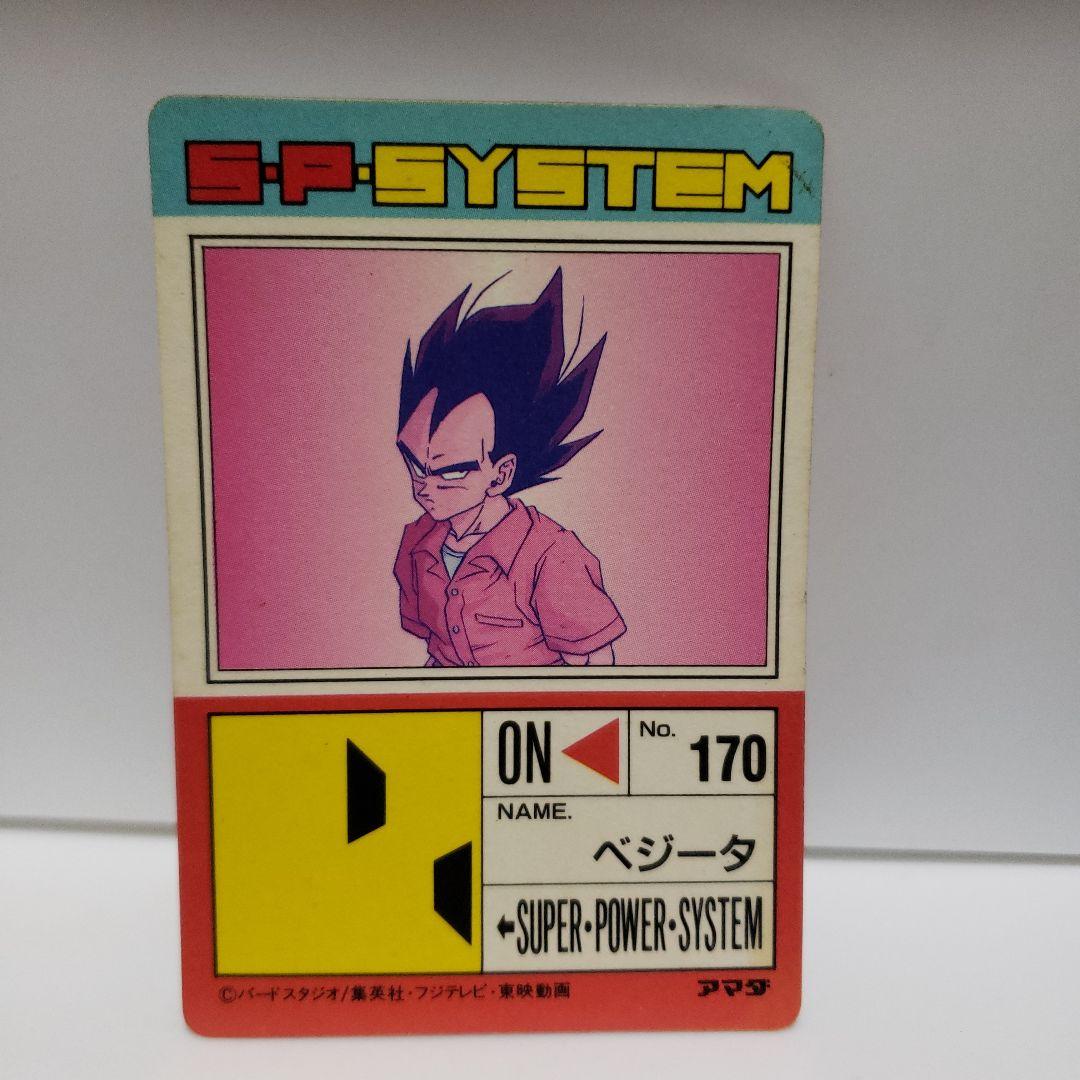 S・P・SYSTEM
ON
No. 170
NAME.
ベジータ
SUPER・POWER・SYSTEM
Ⓒバードスタジオ/集英社・フジテレビ・東映動画
アマダ